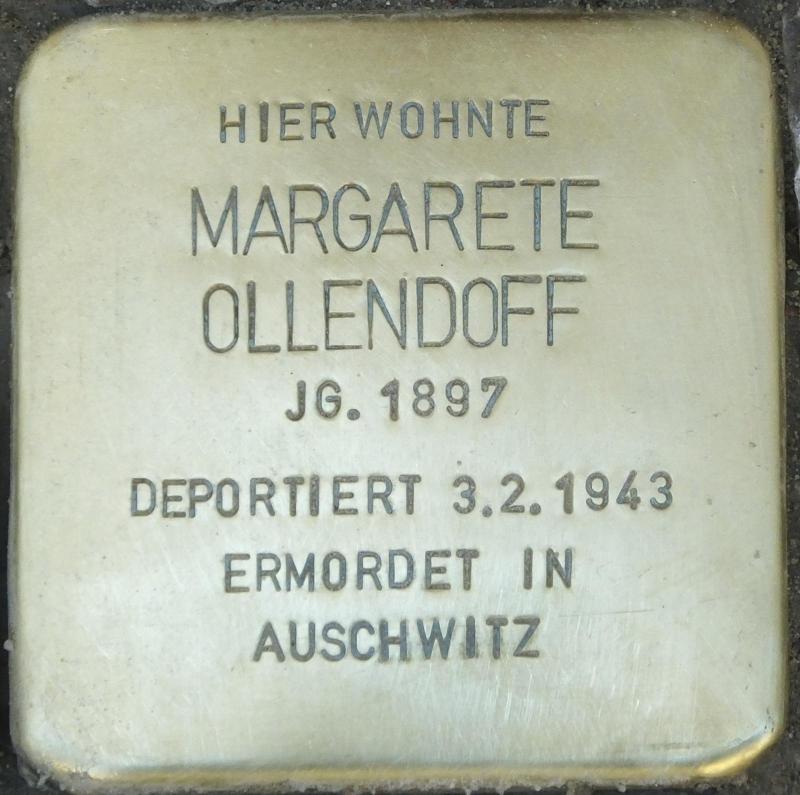 HIER WOHNTE
MARGARETE
OLLENDOFF
JG. 1897
DEPORTIERT 3.2.1943
ERMORDET IN
AUSCHWITZ